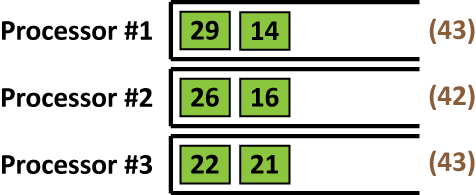 Processor #1 29 14 (43)
Processor #2 26 16 (42)
Processor #3 22 21 (43)